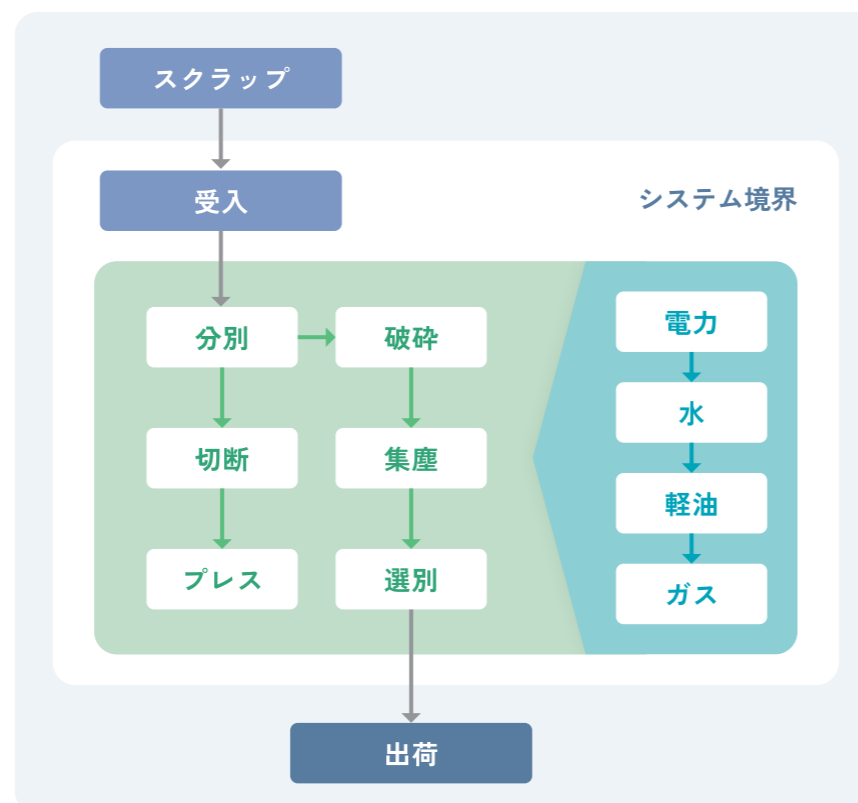 スクラップ
受入
システム境界
分別
破砕
切断
集塵
プレス
選別
電力
水
軽油
ガス
出荷